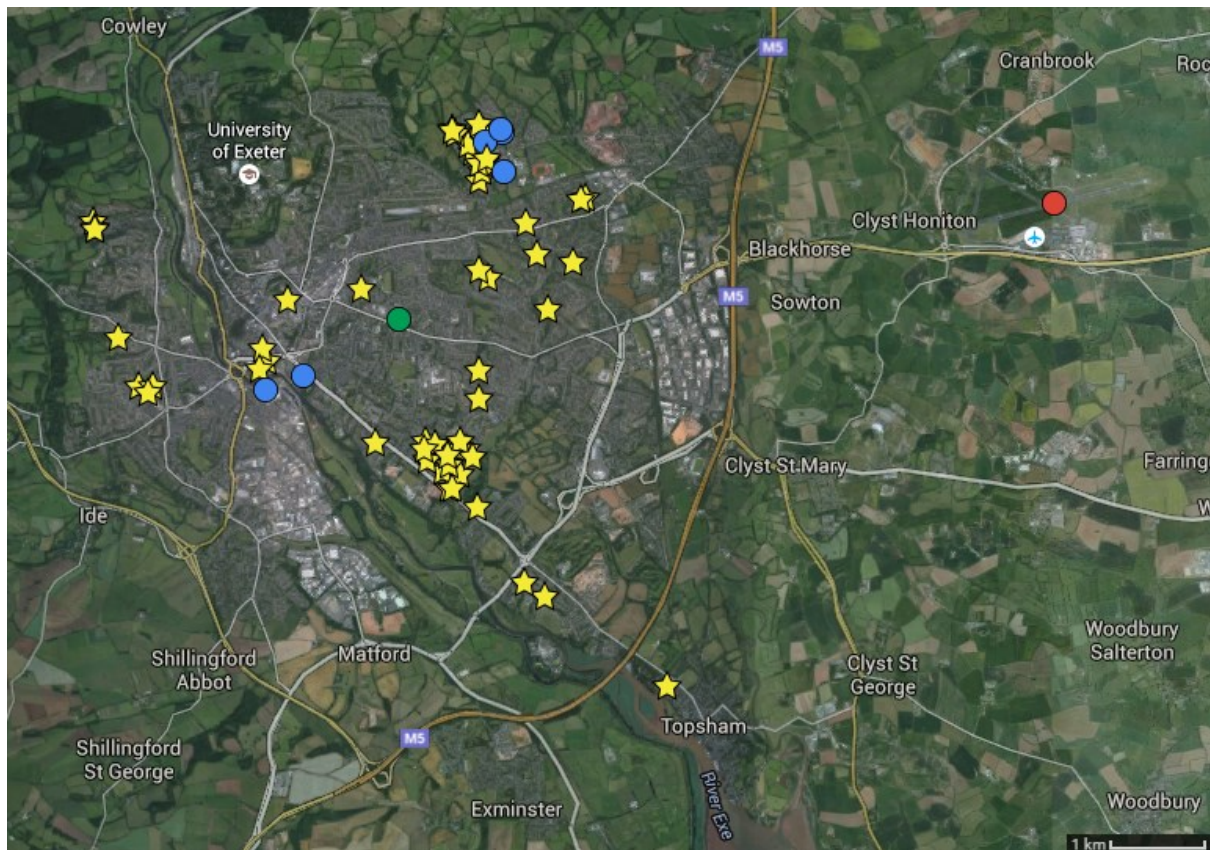 Cowley
M5
Cranbrook
Roc
University
of Exeter
Clyst Honiton
Blackhorse
M5
Sowton
Clyst St Mary
Farring
W
Ide
Woodbury
Salterton
Matford
Shillingford
Abbot
Clyst St
George
Topsham
M5
Shillingford
St George
River Exe
Exminster
Woodbury
1 km